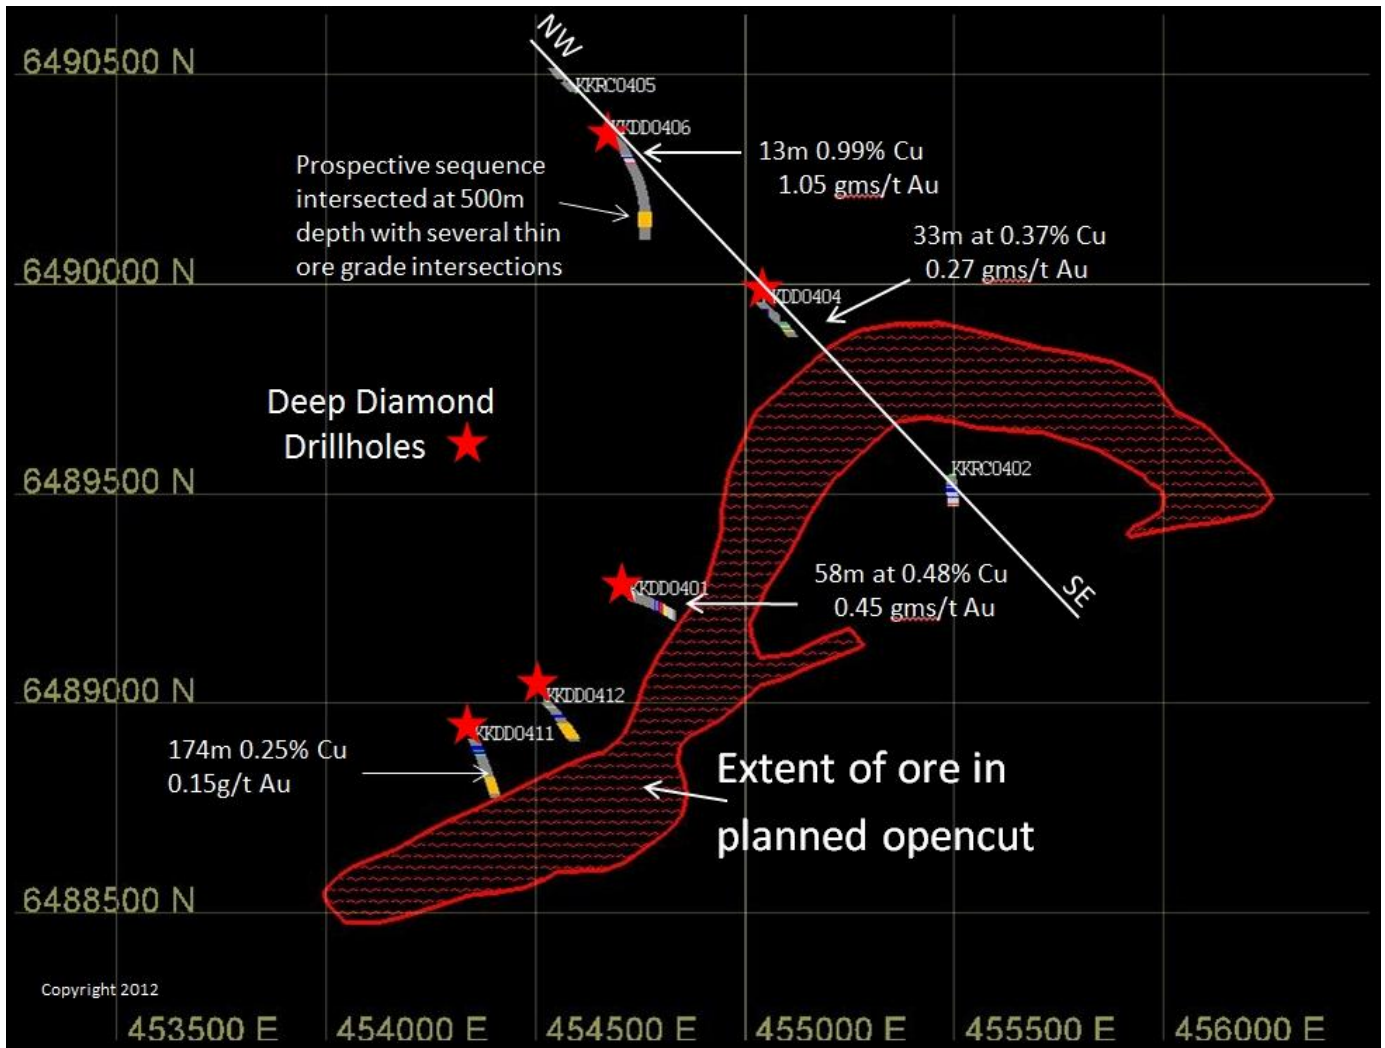 NW
6490500 N
KKRC0405
KKDD0406
13m 0.99% Cu
1.05 gms/t Au
Prospective sequence
intersected at 500m
depth with several thin
ore grade intersections
33m at 0.37% Cu
0.27 gms/t Au
6490000 N
KKDD0404
Deep Diamond
Drillholes
6489500 N
KKRC0402
58m at 0.48% Cu
0.45 gms/t Au
KKDD0401
SE
6489000 N
KKDD0412
KKDD0411
174m 0.25% Cu
0.15g/t Au
Extent of ore in
planned opencut
6488500 N
Copyright 2012
453500 E
454000 E
454500 E
455000 E
455500 E
456000 E